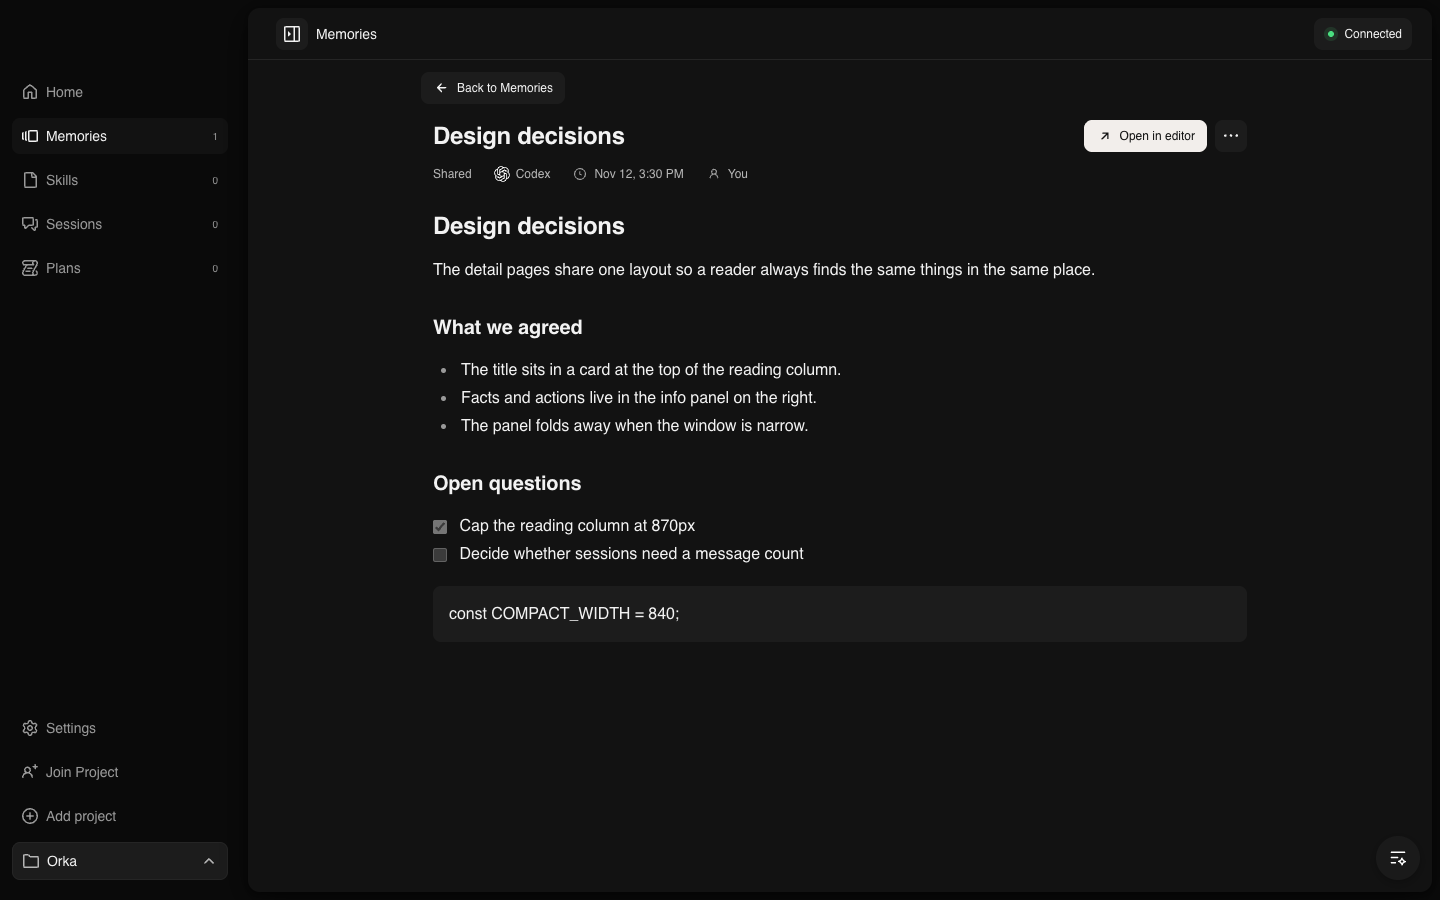 Memories
Connected
Home
Memories 1
Skills 0
Sessions 0
Plans 0
Back to Memories
Design decisions
Open in editor
Shared Codex Nov 12, 3:30 PM You
Design decisions
The detail pages share one layout so a reader always finds the same things in the same place.
What we agreed
• The title sits in a card at the top of the reading column.
• Facts and actions live in the info panel on the right.
• The panel folds away when the window is narrow.
Open questions
Cap the reading column at 870px
Decide whether sessions need a message count
const COMPACT_WIDTH = 840;
Settings
Join Project
Add project
Orka